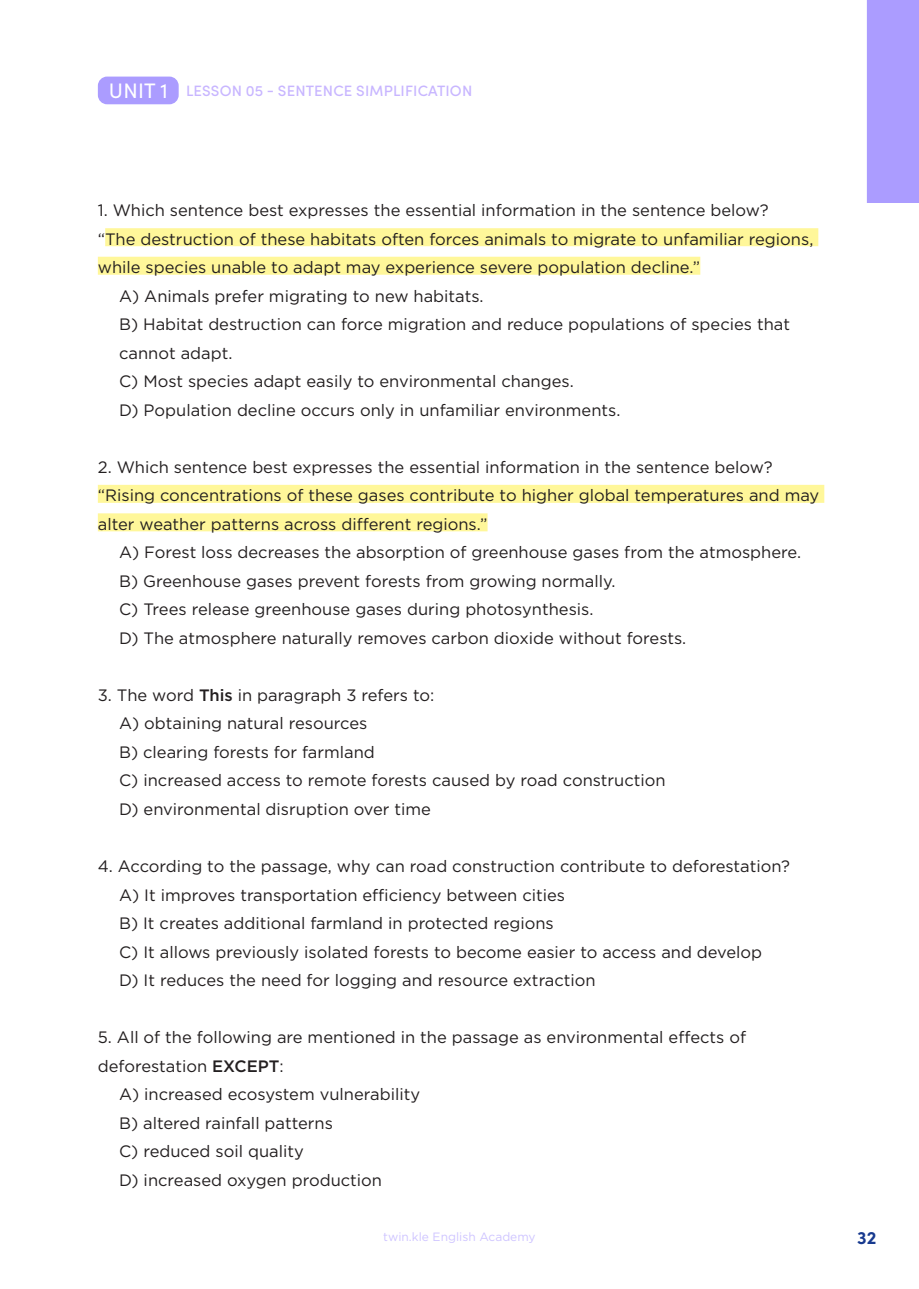 UNIT 1 LESSON 05 – SENTENCE SIMPLIFICATION
1. Which sentence best expresses the essential information in the sentence below?
“The destruction of these habitats often forces animals to migrate to unfamiliar regions,
while species unable to adapt may experience severe population decline.”
A) Animals prefer migrating to new habitats.
B) Habitat destruction can force migration and reduce populations of species that
cannot adapt.
C) Most species adapt easily to environmental changes.
D) Population decline occurs only in unfamiliar environments.
2. Which sentence best expresses the essential information in the sentence below?
“Rising concentrations of these gases contribute to higher global temperatures and may
alter weather patterns across different regions.”
A) Forest loss decreases the absorption of greenhouse gases from the atmosphere.
B) Greenhouse gases prevent forests from growing normally.
C) Trees release greenhouse gases during photosynthesis.
D) The atmosphere naturally removes carbon dioxide without forests.
3. The word This in paragraph 3 refers to:
A) obtaining natural resources
B) clearing forests for farmland
C) increased access to remote forests caused by road construction
D) environmental disruption over time
4. According to the passage, why can road construction contribute to deforestation?
A) It improves transportation efficiency between cities
B) It creates additional farmland in protected regions
C) It allows previously isolated forests to become easier to access and develop
D) It reduces the need for logging and resource extraction
5. All of the following are mentioned in the passage as environmental effects of
deforestation EXCEPT:
A) increased ecosystem vulnerability
B) altered rainfall patterns
C) reduced soil quality
D) increased oxygen production
twin.kle English Academy
32